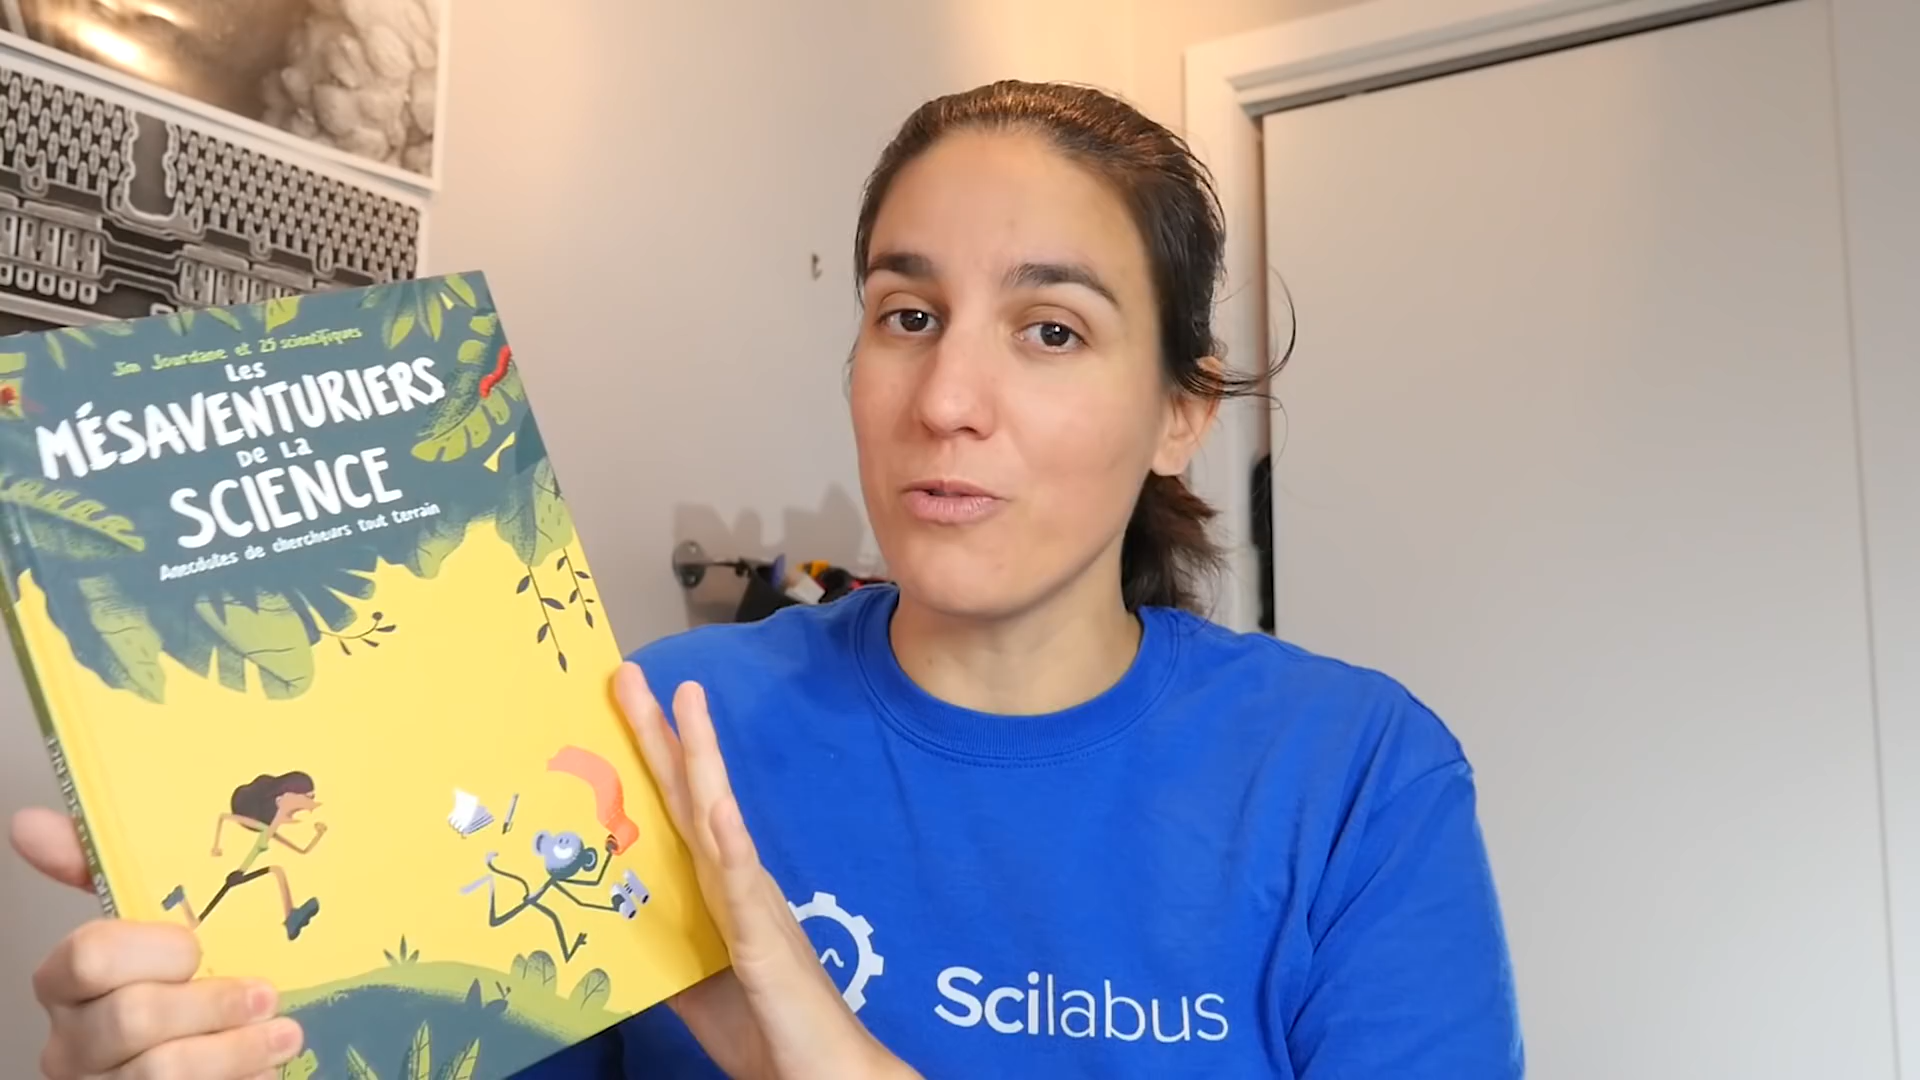 Jim Jourdane et 25 scientifiques
Les
MÉSAVENTURIERS
De La
SCIENCE
Anecdotes de chercheurs tout terrain
Scilabus